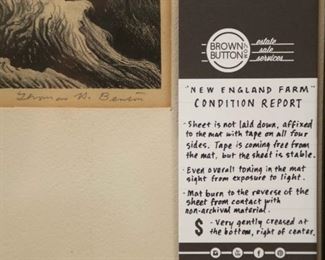 Thomas H. Benton
BROWN
BUTTON
.COM
estate
sale
services
"NEW ENGLAND FARM"
CONDITION REPORT
- Sheet is not laid down, affixed
to the mat with tape on all four
sides. Tape is coming free from
the mat, but the sheet is stable.
- Even overall toning in the mat
sight from exposure to light.
- Mat burn to the reverse of the
sheet from contact with
non-archival material.
$ - Very gently creased at
the bottom, right of center.